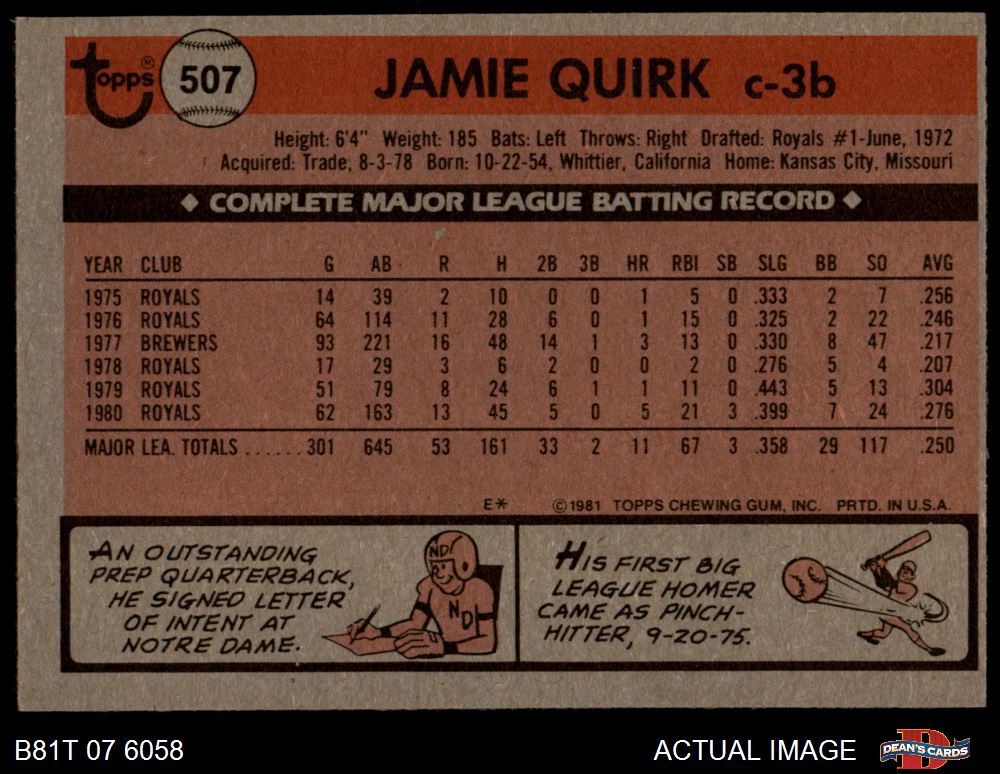 Topps® 507 JAMIE QUIRK c-3b
Height: 6'4" Weight: 185 Bats: Left Throws: Right Drafted: Royals #1-June, 1972
Acquired: Trade, 8-3-78 Born: 10-22-54, Whittier, California Home: Kansas City, Missouri
◆ COMPLETE MAJOR LEAGUE BATTING RECORD ◆
YEAR CLUB G AB R H 2B 3B HR RBI SB SLG BB SO AVG
1975 ROYALS 14 39 2 10 0 0 1 5 0 .333 2 7 .256
1976 ROYALS 64 114 11 28 6 0 1 15 0 .325 2 22 .246
1977 BREWERS 93 221 16 48 14 1 3 13 0 .330 8 47 .217
1978 ROYALS 17 29 3 6 2 0 0 2 0 .276 5 4 .207
1979 ROYALS 51 79 8 24 6 1 1 11 0 .443 5 13 .304
1980 ROYALS 62 163 13 45 5 0 5 21 3 .399 7 24 .276
MAJOR LEA. TOTALS ......301 645 53 161 33 2 11 67 3 .358 29 117 .250
E* ©1981 TOPPS CHEWING GUM, INC. PRTD. IN U.S.A.
AN OUTSTANDING
PREP QUARTERBACK,
HE SIGNED LETTER
OF INTENT AT
NOTRE DAME.
ND
ND
HIS FIRST BIG
LEAGUE HOMER
CAME AS PINCH-
HITTER, 9-20-75.
B81T 07 6058 ACTUAL IMAGE DEAN'S CARDS